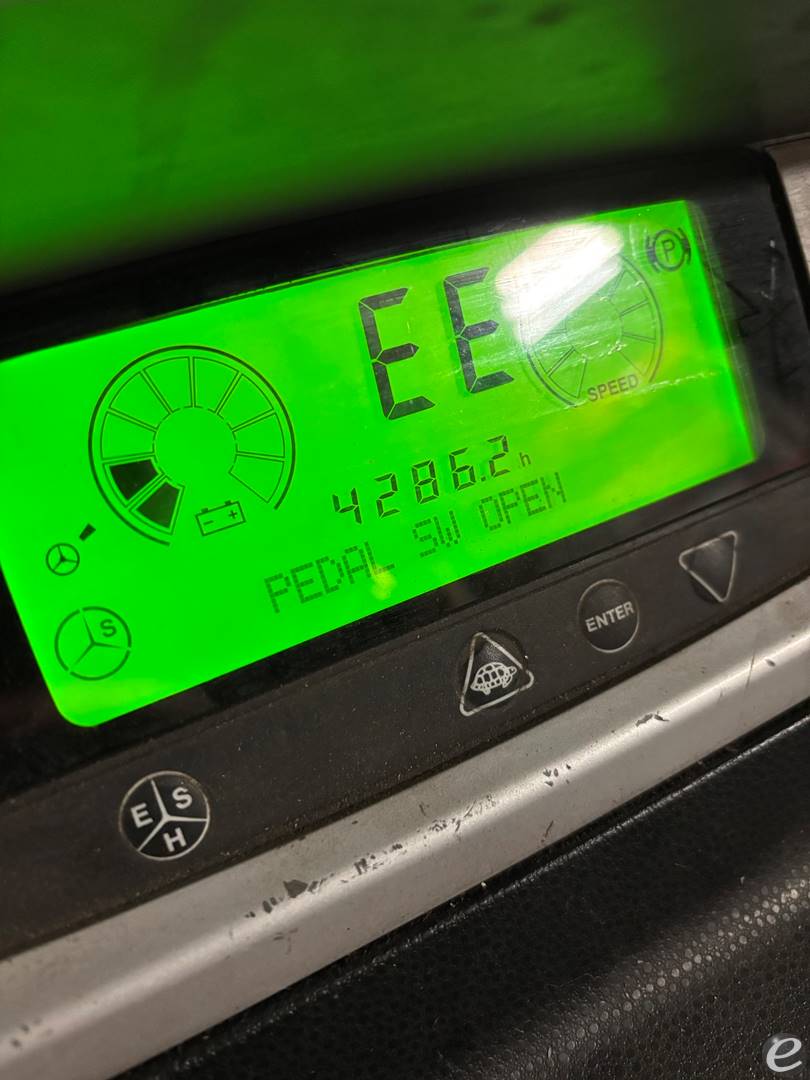 P
EE
SPEED
4286.2 h
PEDAL SW OPEN
S
ENTER
E S H
e